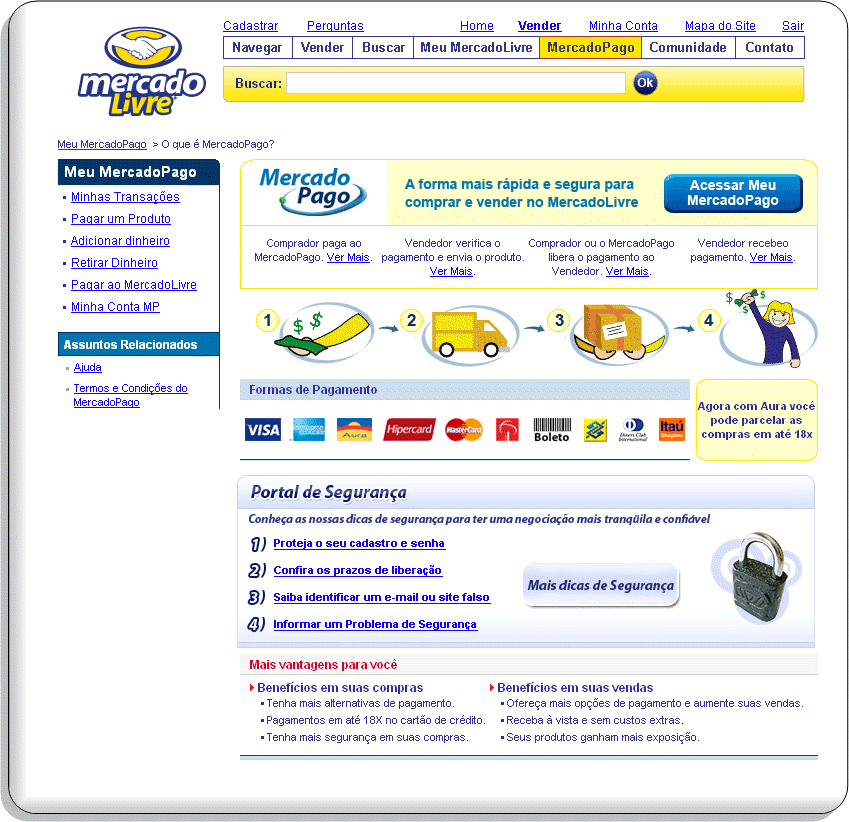 Cadastrar Perguntas Home Vender Minha Conta Mapa do Site Sair
mercado
Livre
Navegar Vender Buscar Meu MercadoLivre MercadoPago Comunidade Contato
Buscar: Ok
Meu MercadoPago > O que é MercadoPago?
Meu MercadoPago
Minhas Transações
Pagar um Produto
Adicionar dinheiro
Retirar Dinheiro
Pagar ao MercadoLivre
Minha Conta MP
Assuntos Relacionados
Ajuda
Termos e Condições do
MercadoPago
Mercado
Pago
A forma mais rápida e segura para
comprar e vender no MercadoLivre
Acessar Meu
MercadoPago
Comprador paga ao
MercadoPago. Ver Mais.
Vendedor verifica o
pagamento e envia o produto.
Ver Mais.
Comprador ou o MercadoPago
libera o pagamento ao
Vendedor. Ver Mais.
Vendedor recebeo
pagamento. Ver Mais.
1 $ $ 2 3 4 $ $ $
Formas de Pagamento
VISA AMERICAN EXPRESS Aura Hipercard MasterCard Boleto Diners Club International Itaú Shopline
Agora com Aura você
pode parcelar as
compras em até 18x
Portal de Segurança
Conheça as nossas dicas de segurança para ter uma negociação mais tranqüila e confiável
1) Proteja o seu cadastro e senha
2) Confira os prazos de liberação
3) Saiba identificar um e-mail ou site falso
4) Informar um Problema de Segurança
Mais dicas de Segurança
Mais vantagens para você
Benefícios em suas compras
Tenha mais alternativas de pagamento.
Pagamentos em até 18X no cartão de crédito.
Tenha mais segurança em suas compras.
Benefícios em suas vendas
Ofereça mais opções de pagamento e aumente suas vendas.
Receba à vista e sem custos extras.
Seus produtos ganham mais exposição.